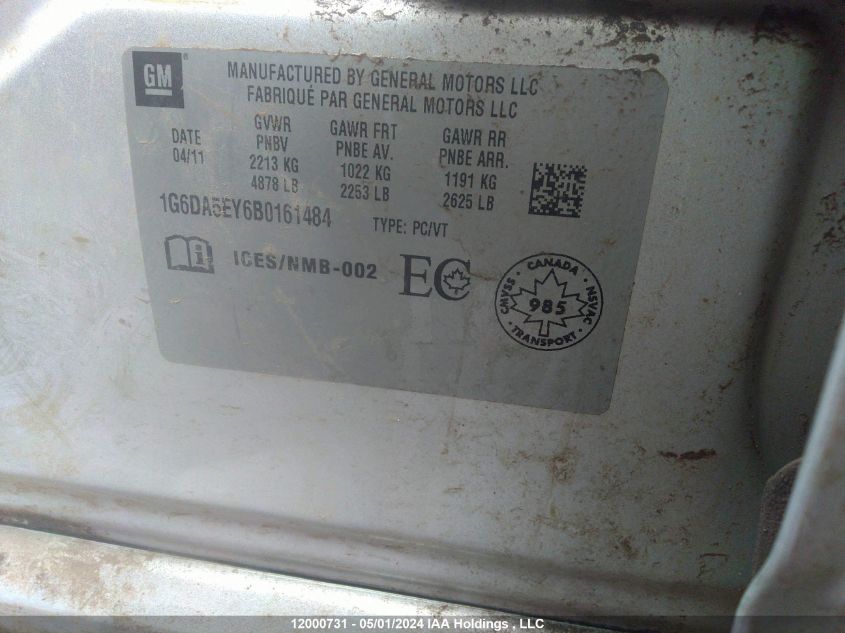 GM
MANUFACTURED BY GENERAL MOTORS LLC
FABRIQUÉ PAR GENERAL MOTORS LLC
DATE GVWR GAWR FRT GAWR RR
04/11 PNBV PNBE AV. PNBE ARR.
2213 KG 1022 KG 1191 KG
4878 LB 2253 LB 2625 LB
1G6DA5EY6B0161484 TYPE: PC/VT
ICES/NMB-002 EC
CANADA
CMVSS 985 NSVAC
TRANSPORT
12000731 - 05/01/2024 IAA Holdings, LLC